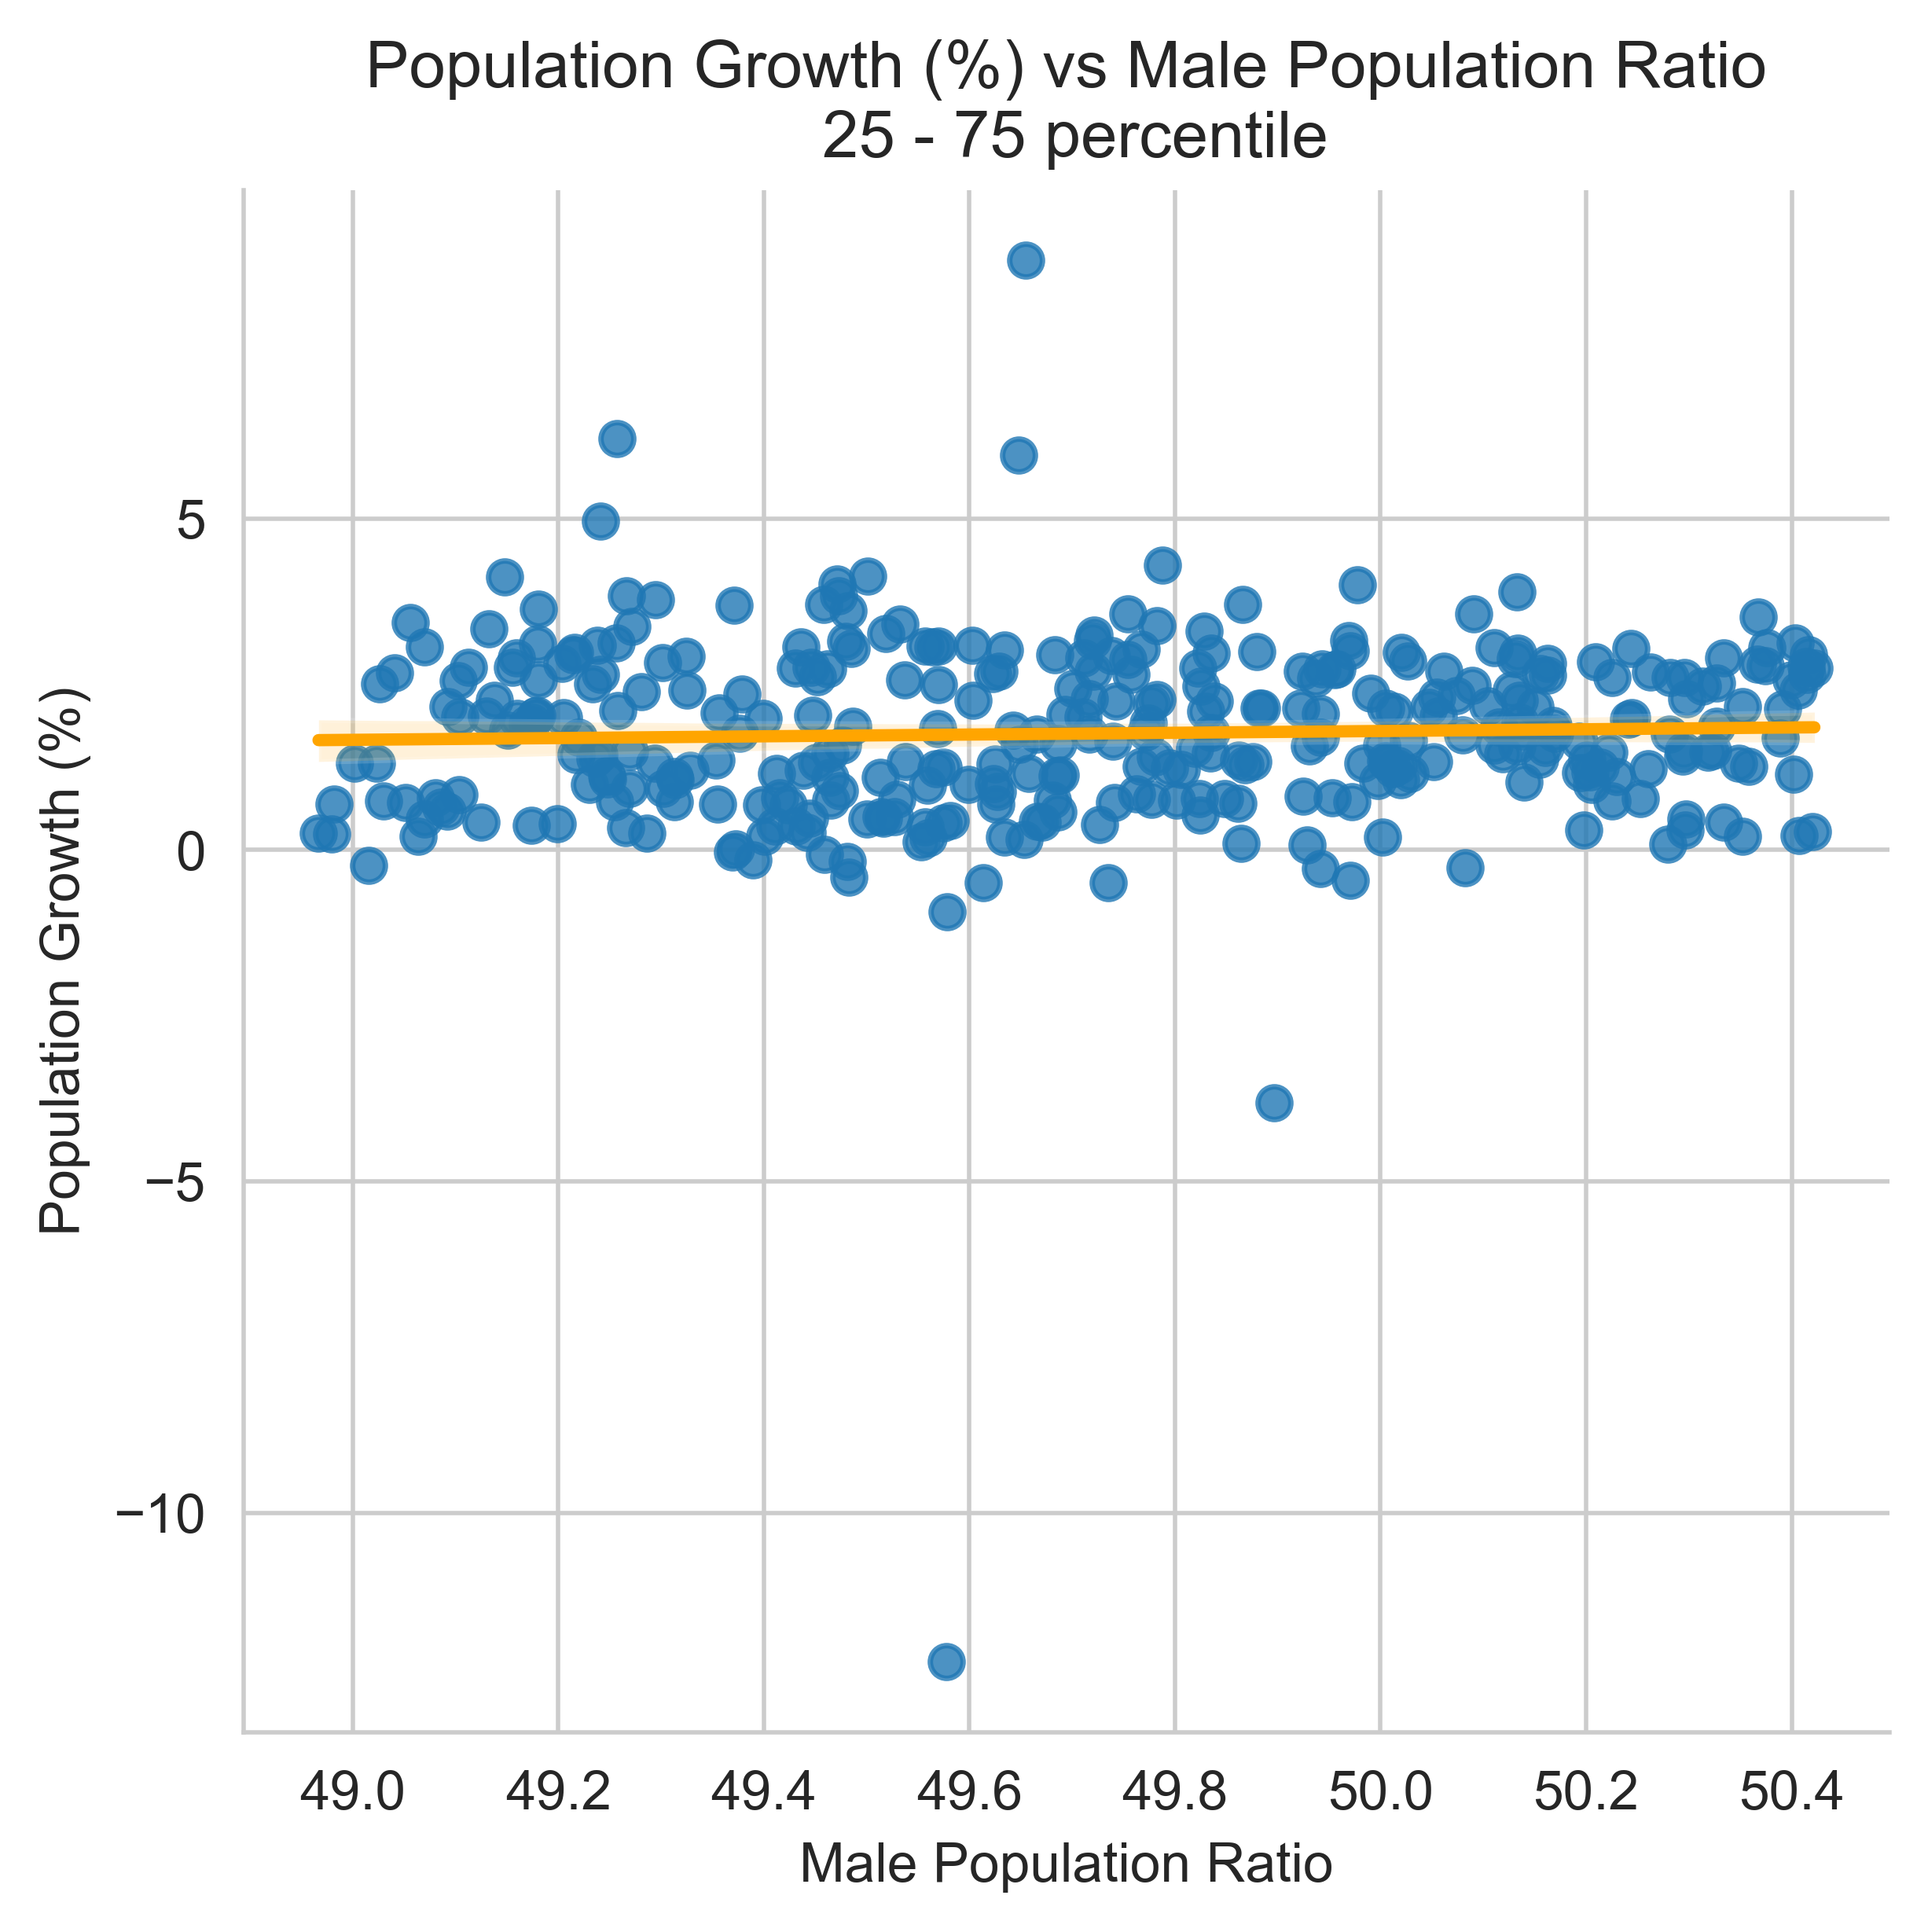 Population Growth (%) vs Male Population Ratio
25 - 75 percentile
Population Growth (%)
5
0
−5
−10
49.0 49.2 49.4 49.6 49.8 50.0 50.2 50.4
Male Population Ratio